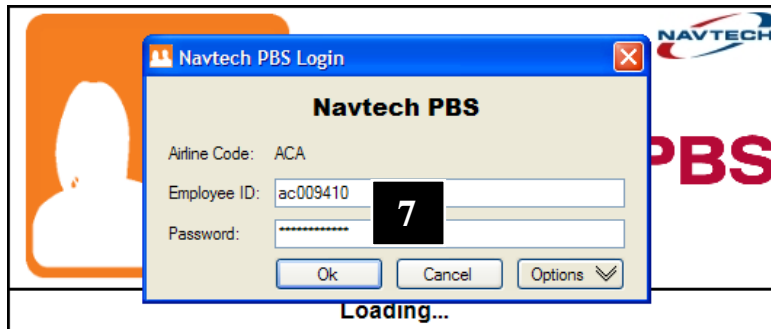 NAVTECH
Navtech PBS Login
Navtech PBS
PBS
Airline Code: ACA
Employee ID: ac009410
7
Password: ************
Ok Cancel Options
Loading...